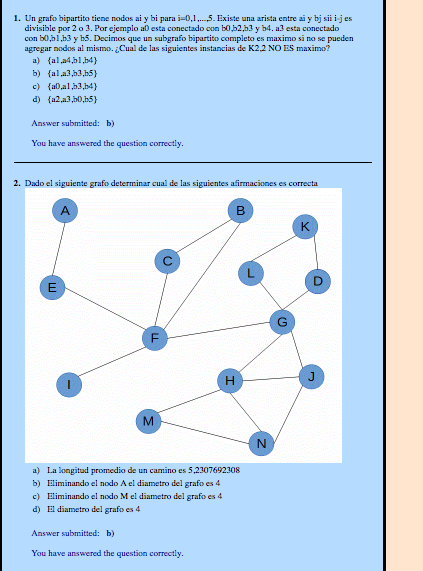 1. Un grafo bipartito tiene nodos ai y bi para i=0,1,...,5. Existe una arista entre ai y bj sii i-j es
divisible por 2 o 3. Por ejemplo a0 esta conectado con b0,b2,b3 y b4. a3 esta conectado
con b0,b1,b3 y b5. Decimos que un subgrafo bipartito completo es maximo si no se pueden
agregar nodos al mismo. ¿Cual de las siguientes instancias de K2,2 NO ES maximo?
a) {a1,a4,b1,b4}
b) {a1,a3,b3,b5}
c) {a0,a1,b3,b4}
d) {a2,a3,b0,b5}
Answer submitted: b)
You have answered the question correctly.
2. Dado el siguiente grafo determinar cual de las siguientes afirmaciones es correcta
A
B
K
C
L
D
E
G
F
I
H
J
M
N
a) La longitud promedio de un camino es 5,2307692308
b) Eliminando el nodo A el diametro del grafo es 4
c) Eliminando el nodo M el diametro del grafo es 4
d) El diametro del grafo es 4
Answer submitted: b)
You have answered the question correctly.